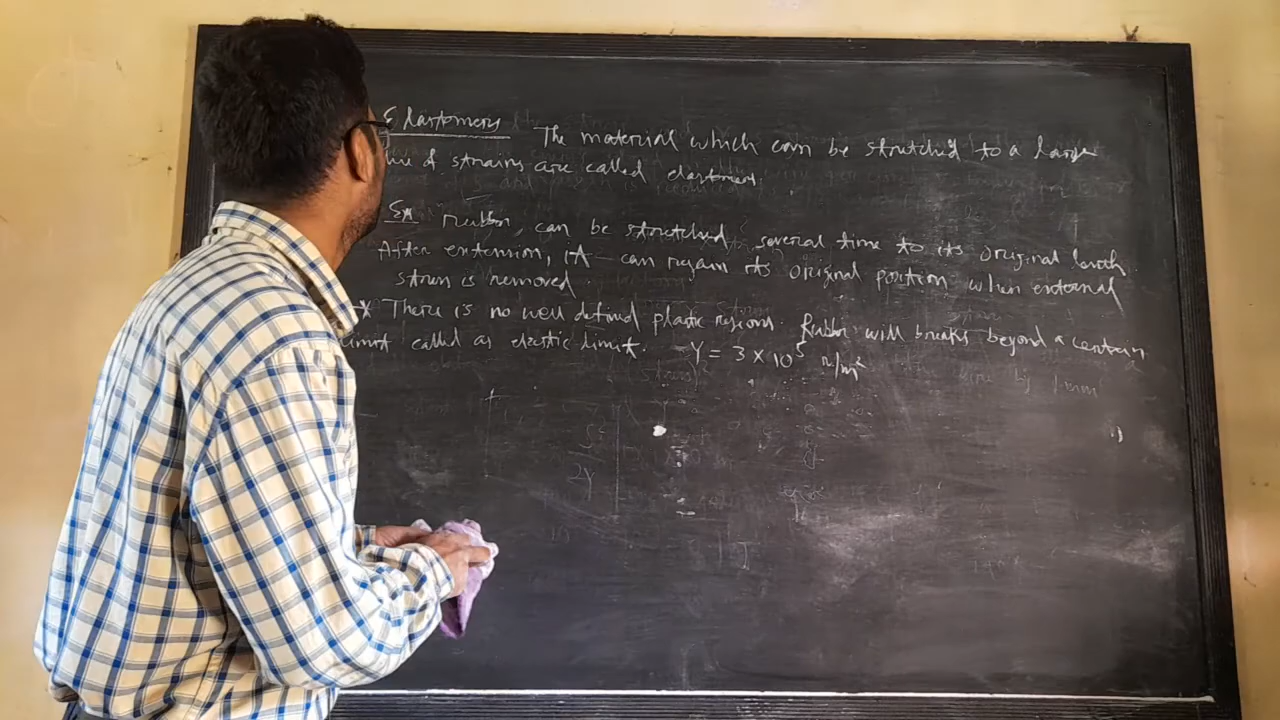 Elastomers The material which can be stretched to a large
of strains are called elastomers.
Ex Rubber, can be stretched several time to its original length.
After extension, it can regain its original position when external
stress is removed.
* There is no well defined plastic regions. Rubber will breaks beyond a certain
limit called as elastic limit. Y = 3 × 10⁵ N/m²